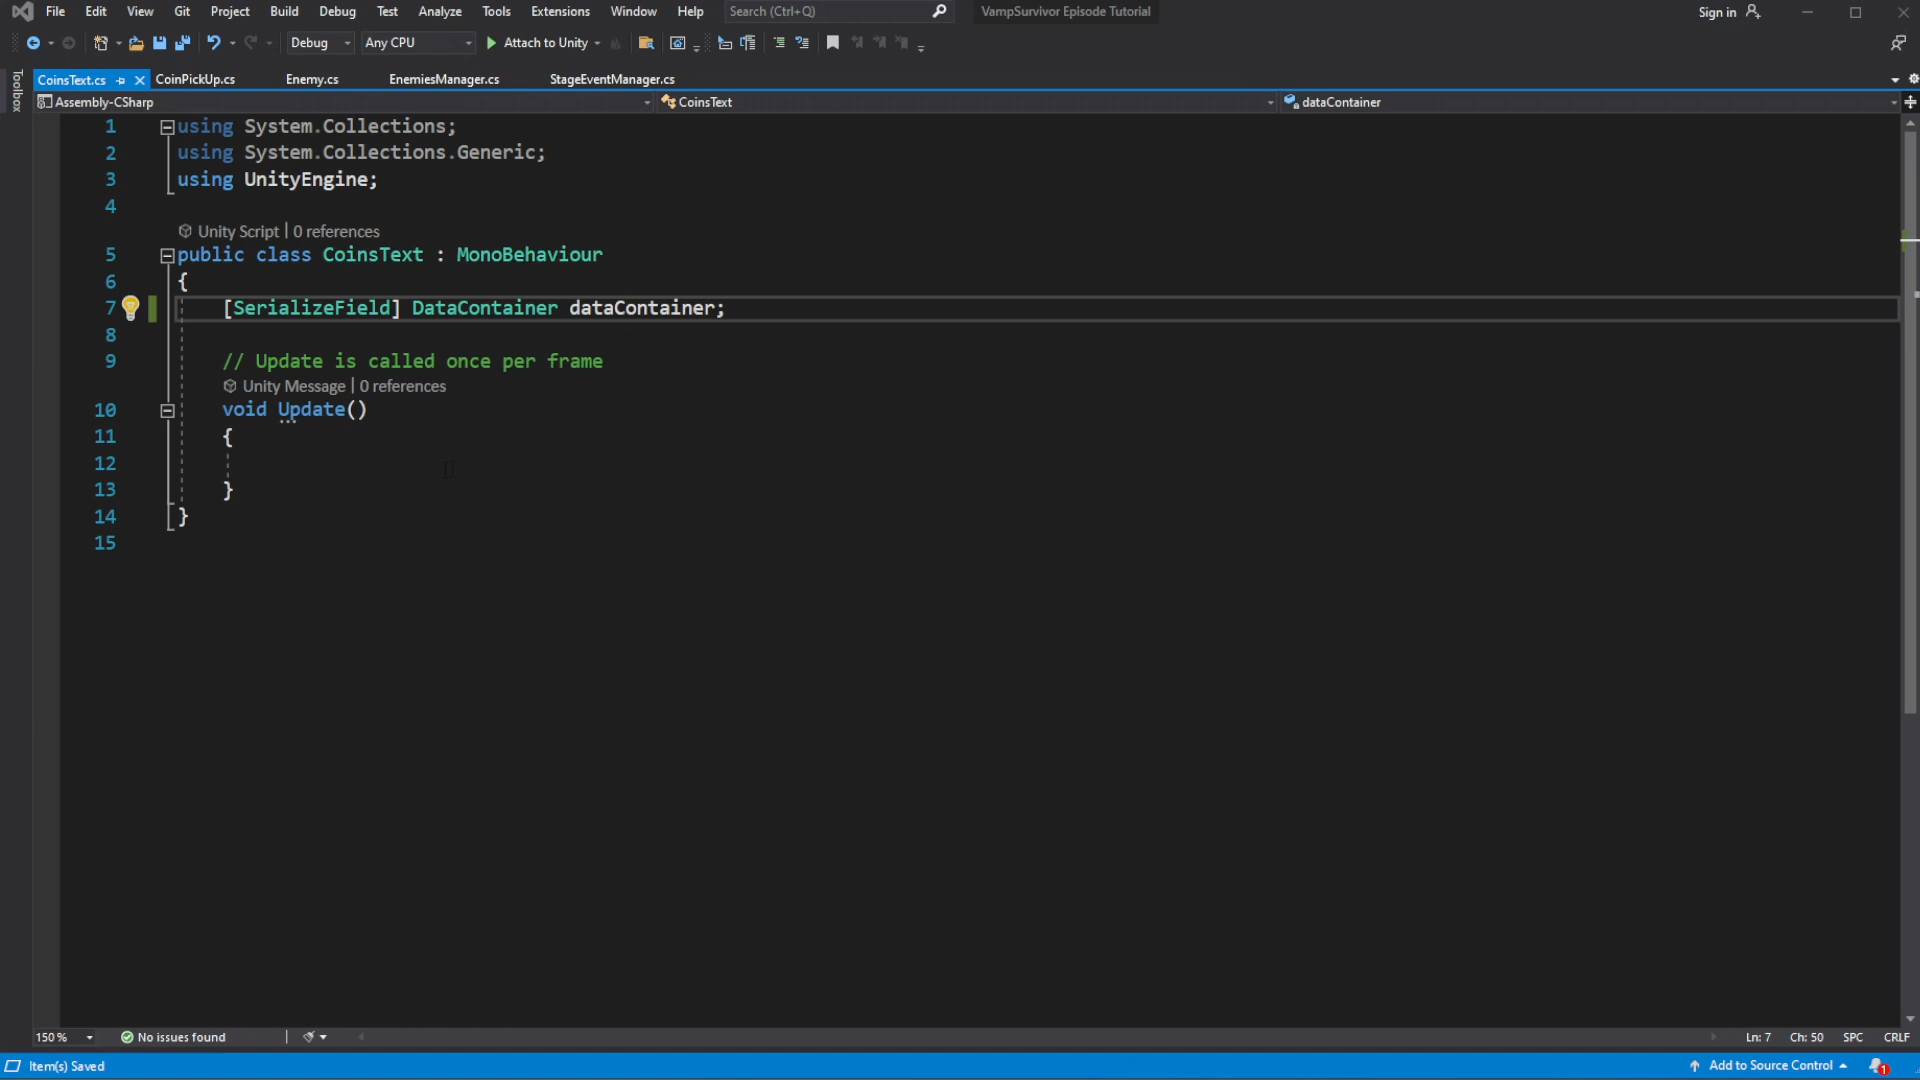 File Edit View Git Project Build Debug Test Analyze Tools Extensions Window Help Search (Ctrl+Q) VampSurvivor Episode Tutorial Sign in
Debug Any CPU Attach to Unity
Toolbox
CoinsText.cs CoinPickUp.cs Enemy.cs EnemiesManager.cs StageEventManager.cs
Assembly-CSharp CoinsText dataContainer
1 using System.Collections;
2 using System.Collections.Generic;
3 using UnityEngine;
4
Unity Script | 0 references
5 public class CoinsText : MonoBehaviour
6 {
7 [SerializeField] DataContainer dataContainer;
8
9 // Update is called once per frame
Unity Message | 0 references
10 void Update()
11 {
12
13 }
14 }
15
150 % No issues found Ln: 7 Ch: 50 SPC CRLF
Item(s) Saved Add to Source Control 1